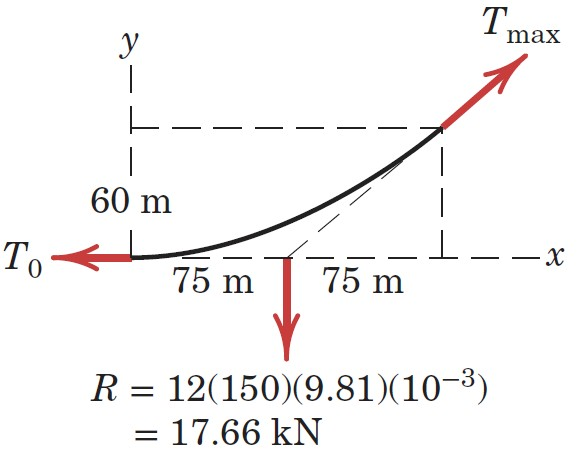 T_max
y
60 m
T_0
75 m
75 m
x
R = 12(150)(9.81)(10⁻³)
= 17.66 kN